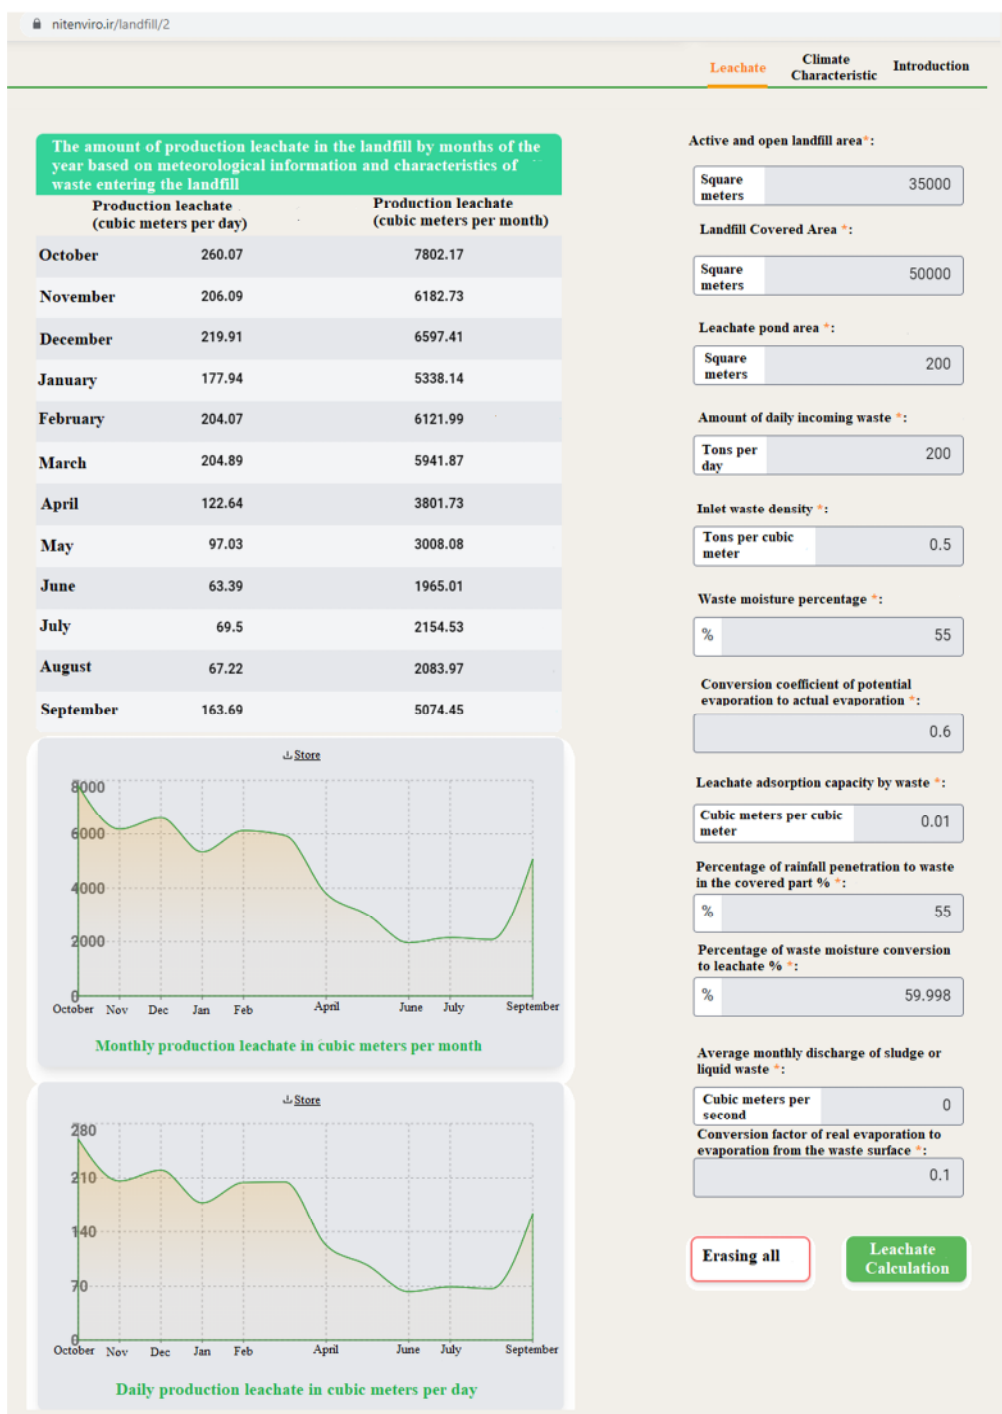 nitenviro.ir/landfill/2
Leachate
Climate
Characteristic
Introduction
The amount of production leachate in the landfill by months of the
year based on meteorological information and characteristics of
waste entering the landfill
Production leachate
(cubic meters per day)
Production leachate
(cubic meters per month)
October 260.07 7802.17
November 206.09 6182.73
December 219.91 6597.41
January 177.94 5338.14
February 204.07 6121.99
March 204.89 5941.87
April 122.64 3801.73
May 97.03 3008.08
June 63.39 1965.01
July 69.5 2154.53
August 67.22 2083.97
September 163.69 5074.45
Store
8000
6000
4000
2000
0
October Nov Dec Jan Feb April June July September
Monthly production leachate in cubic meters per month
Store
280
210
140
70
0
October Nov Dec Jan Feb April June July September
Daily production leachate in cubic meters per day
Active and open landfill area*:
Square
meters
35000
Landfill Covered Area *:
Square
meters
50000
Leachate pond area *:
Square
meters
200
Amount of daily incoming waste *:
Tons per
day
200
Inlet waste density *:
Tons per cubic
meter
0.5
Waste moisture percentage *:
% 55
Conversion coefficient of potential
evaporation to actual evaporation *:
0.6
Leachate adsorption capacity by waste *:
Cubic meters per cubic
meter
0.01
Percentage of rainfall penetration to waste
in the covered part % *:
% 55
Percentage of waste moisture conversion
to leachate % *:
% 59.998
Average monthly discharge of sludge or
liquid waste *:
Cubic meters per
second
0
Conversion factor of real evaporation to
evaporation from the waste surface *:
0.1
Erasing all
Leachate
Calculation